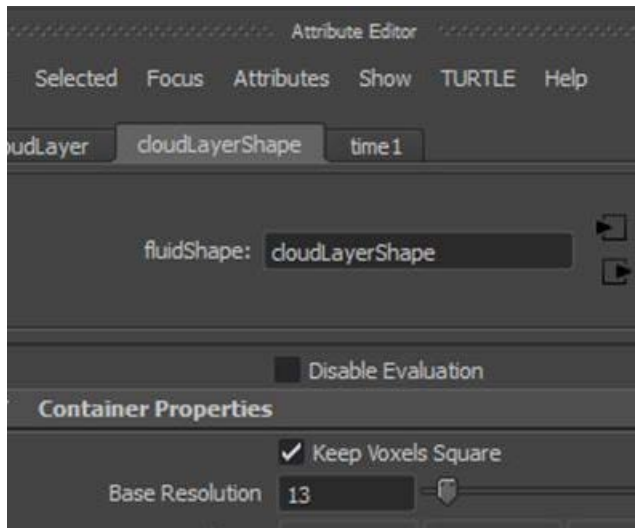 Attribute Editor
Selected Focus Attributes Show TURTLE Help
oudLayer cloudLayerShape time1
fluidShape: cloudLayerShape
Disable Evaluation
Container Properties
Keep Voxels Square
Base Resolution 13